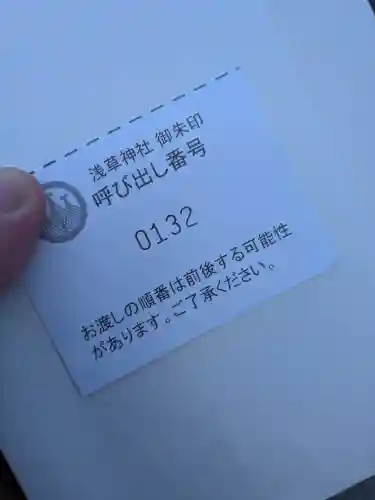 浅草神社 御朱印
呼び出し番号
0132
お渡しの順番は前後する可能性
があります。ご了承ください。